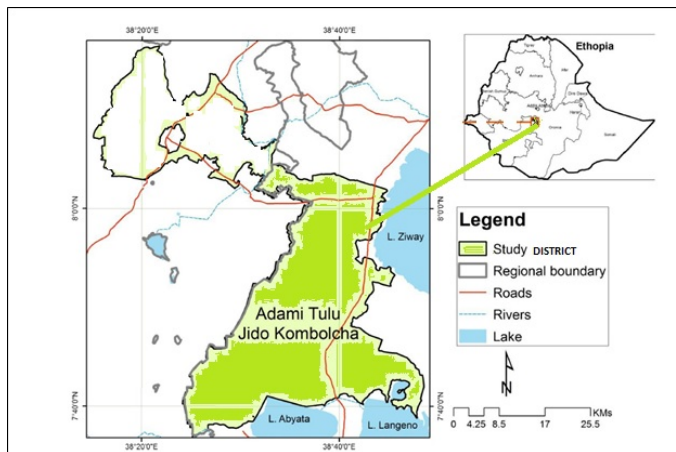 38°20'0"E
38°40'0"E
Ethiopia
8°0'0"N
8°0'0"N
L. Ziway
Adami Tulu
Jido Kombolcha
L. Abyata
L. Langeno
7°40'0"N
7°40'0"N
38°20'0"E
38°40'0"E
Legend
Study DISTRICT
Regional boundary
Roads
Rivers
Lake
N
KMs
0 4.25 8.5 17 25.5